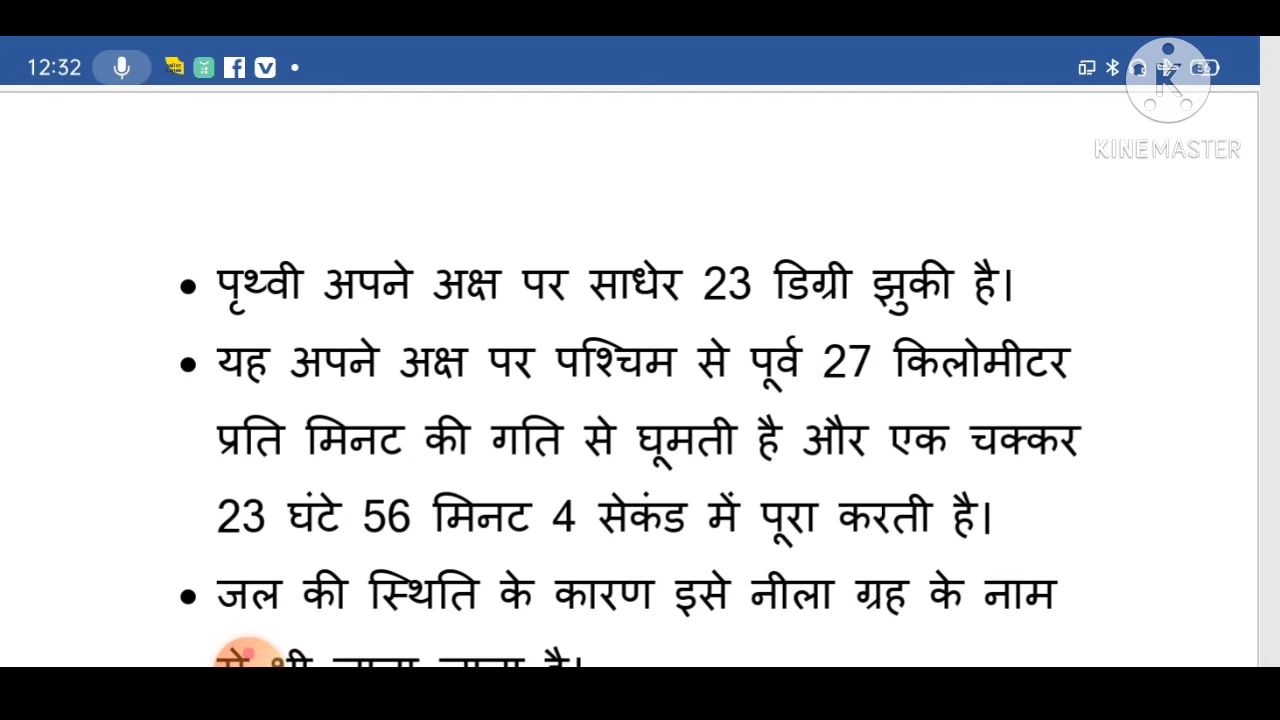 12:32
56
KINEMASTER
• पृथ्वी अपने अक्ष पर साधेर 23 डिग्री झुकी है।
• यह अपने अक्ष पर पश्चिम से पूर्व 27 किलोमीटर
प्रति मिनट की गति से घूमती है और एक चक्कर
23 घंटे 56 मिनट 4 सेकंड में पूरा करती है।
• जल की स्थिति के कारण इसे नीला ग्रह के नाम